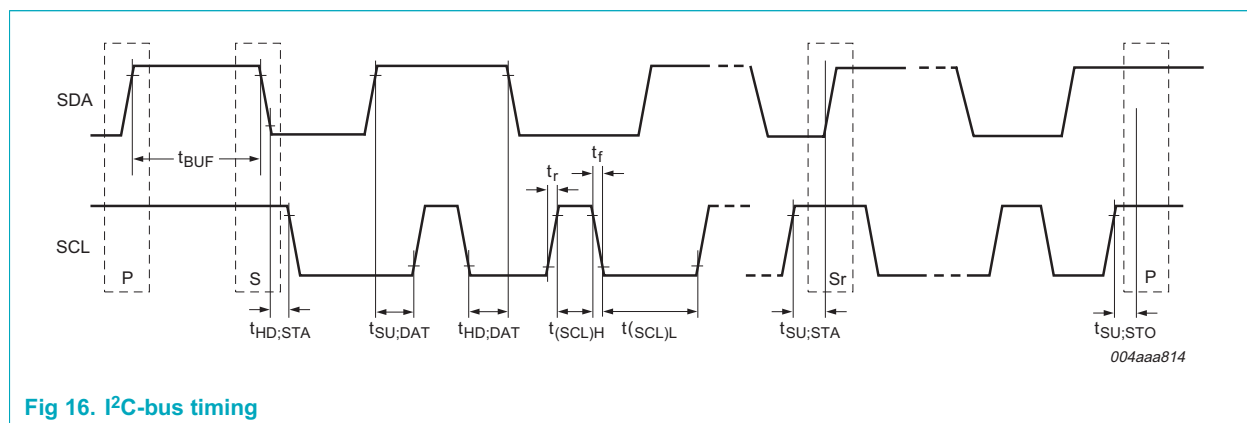 SDA
tBUF
tf
tr
SCL
P
S
Sr
P
tHD;STA
tSU;DAT
tHD;DAT
t(SCL)H
t(SCL)L
tSU;STA
tSU;STO
004aaa814
Fig 16. I²C-bus timing